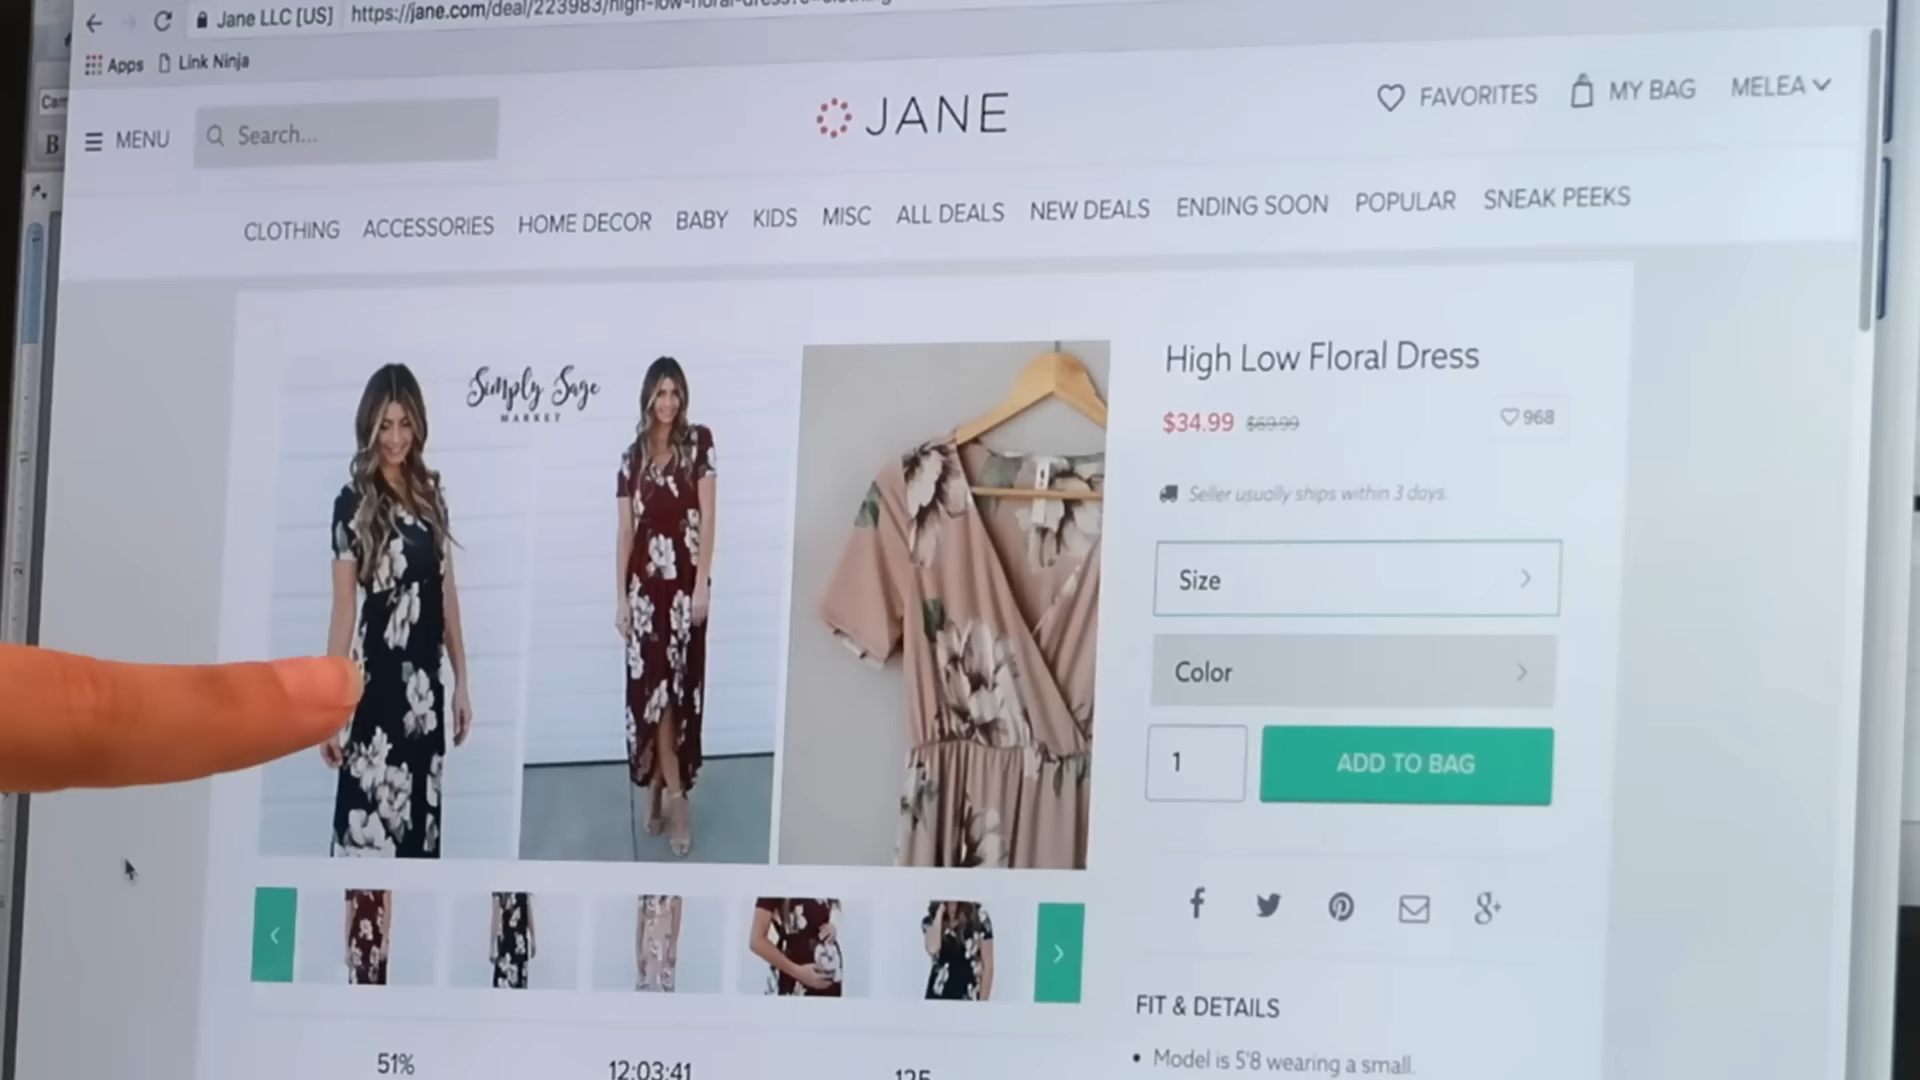 Jane LLC [US]
https://jane.com/deal/223983/high-low-floral-dress
Apps
Link Ninja
B
MENU
Search...
JANE
FAVORITES
MY BAG
MELEA
CLOTHING ACCESSORIES HOME DECOR BABY KIDS MISC ALL DEALS NEW DEALS ENDING SOON POPULAR SNEAK PEEKS
Simply Sage
MARKET
High Low Floral Dress
$34.99 $69.99
968
Seller usually ships within 3 days.
Size
Color
1
ADD TO BAG
FIT & DETAILS
• Model is 5'8 wearing a small.
51%
12:03:41
125